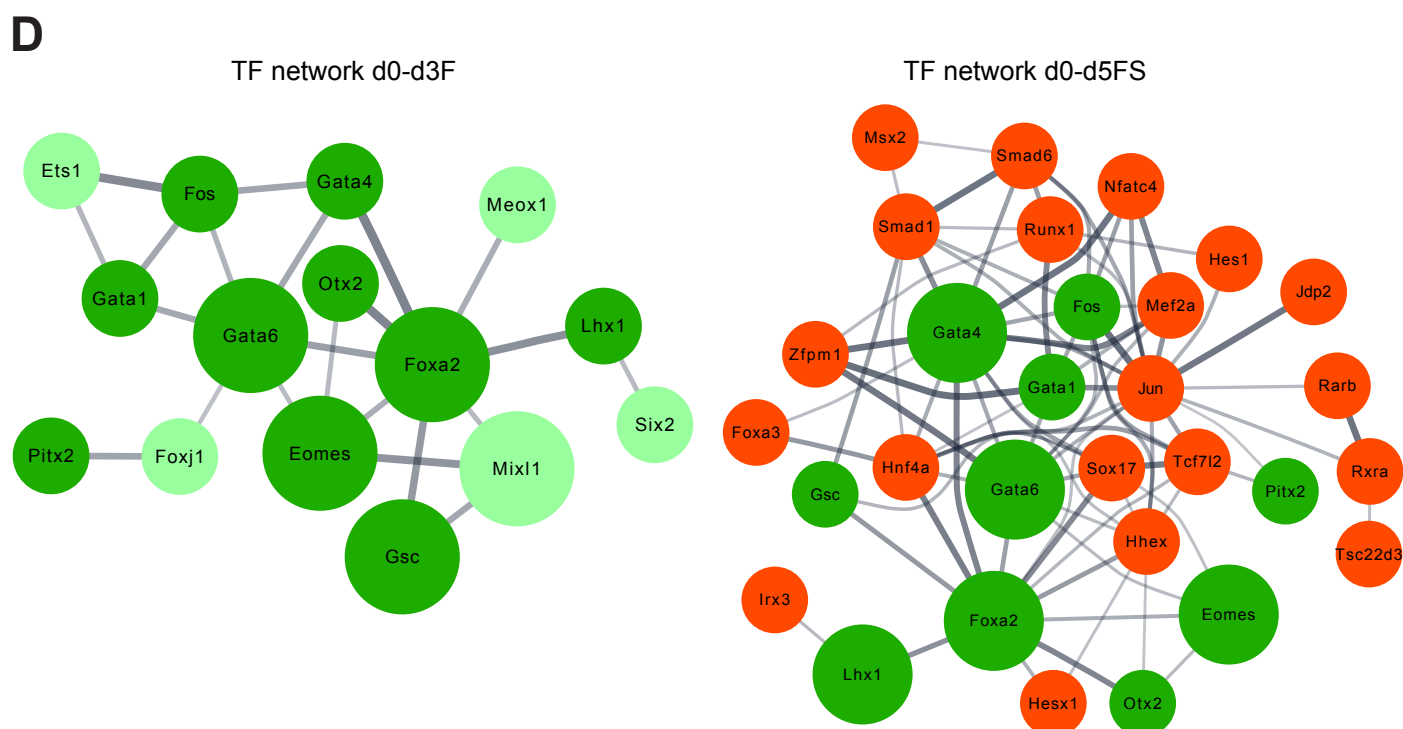 D
TF network d0-d3F
Ets1
Fos
Gata4
Meox1
Otx2
Gata1
Gata6
Foxa2
Lhx1
Six2
Pitx2
Foxj1
Eomes
Mixl1
Gsc
TF network d0-d5FS
Msx2
Smad6
Nfatc4
Smad1
Runx1
Hes1
Jdp2
Fos
Mef2a
Gata4
Zfpm1
Gata1
Jun
Rarb
Foxa3
Hnf4a
Sox17
Tcf7l2
Rxra
Gsc
Gata6
Pitx2
Hhex
Tsc22d3
Irx3
Foxa2
Eomes
Lhx1
Hesx1
Otx2